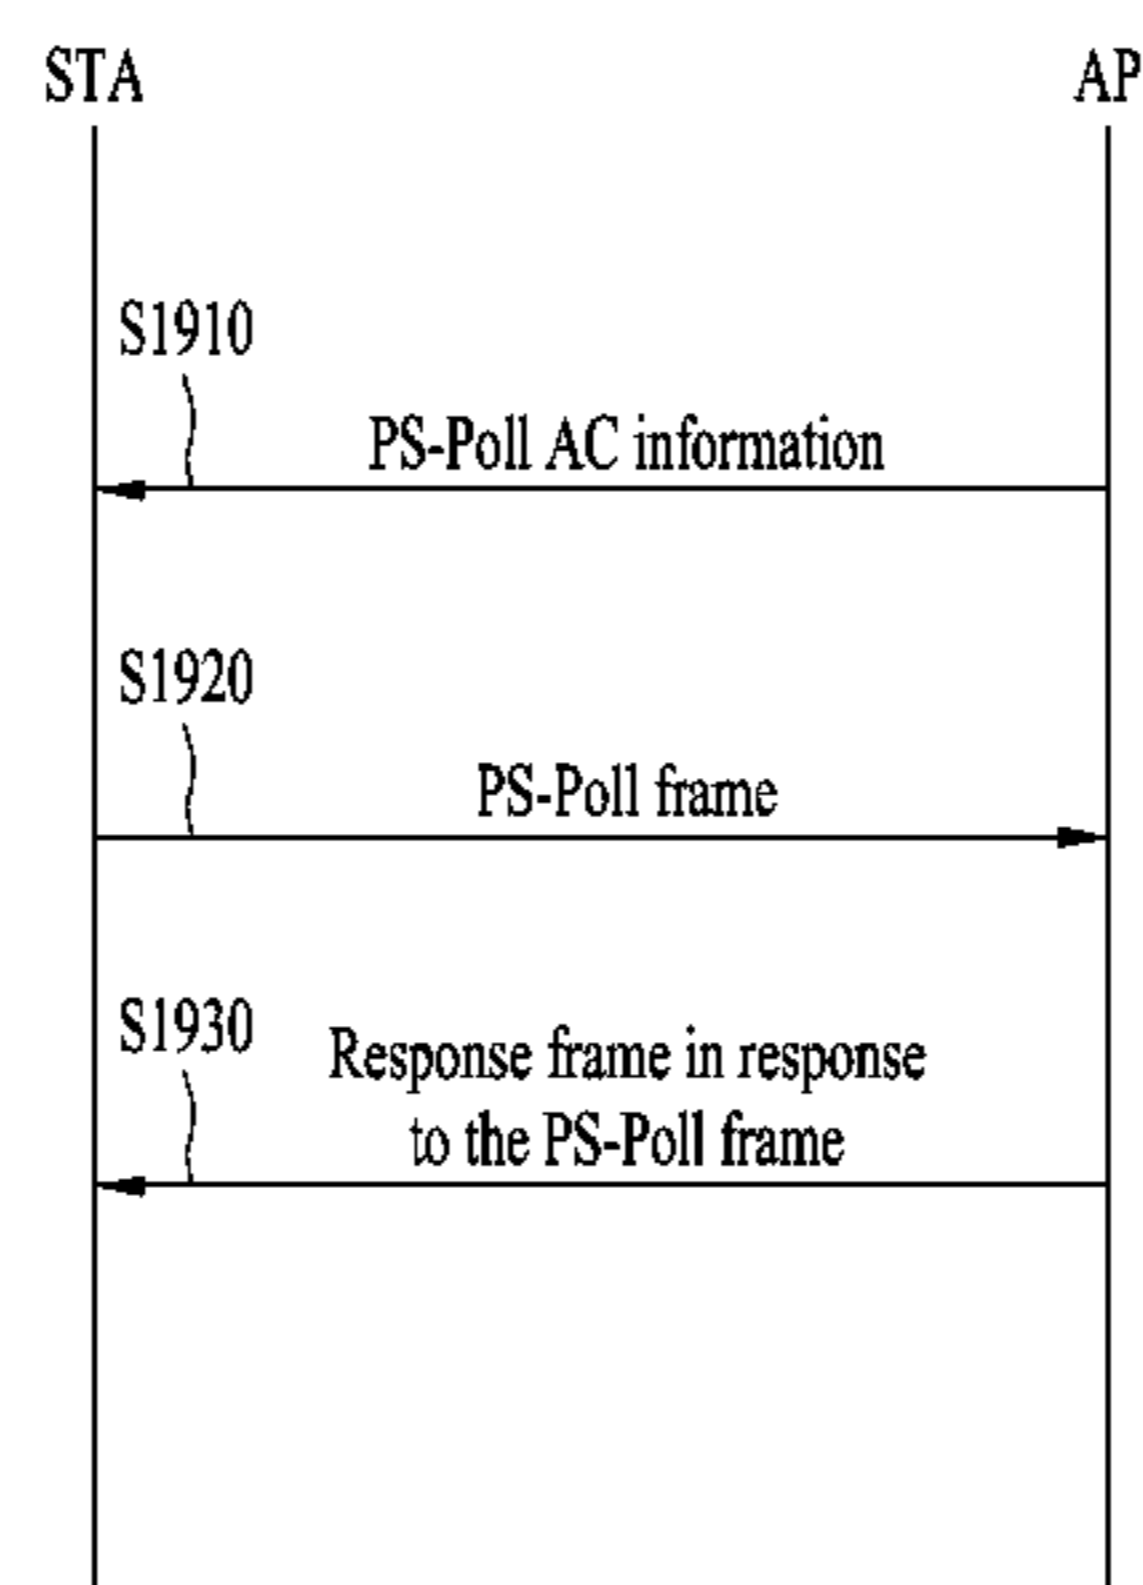 STA
AP
S1910
PS-Poll AC information
S1920
PS-Poll frame
S1930
Response frame in response
to the PS-Poll frame